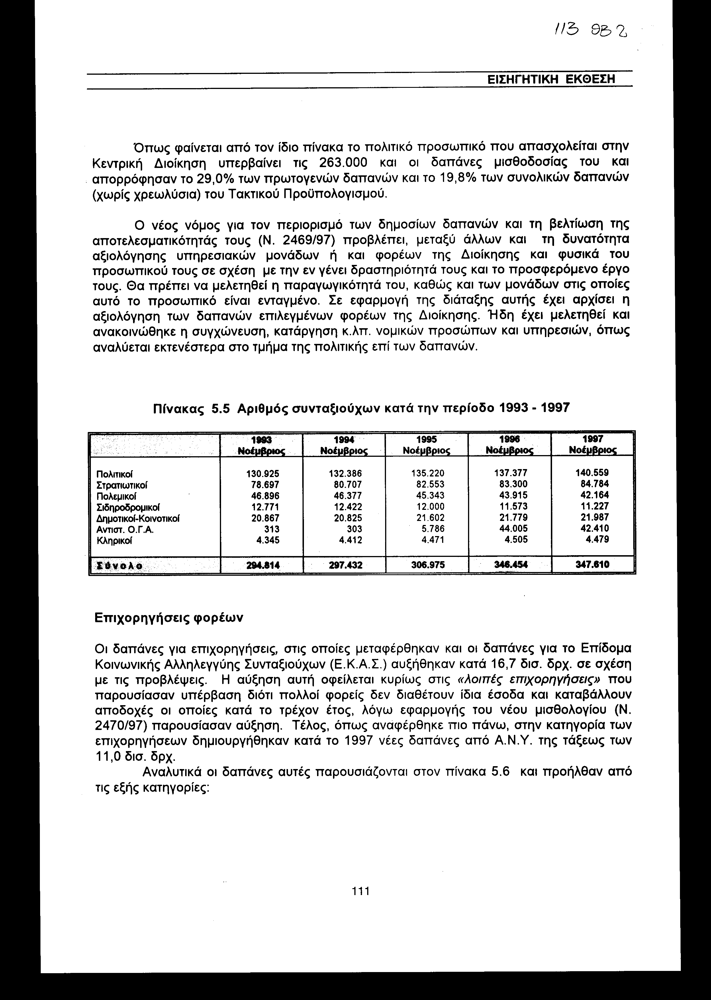 113 932
ΕΙΣΗΓΗΤΙΚΗ ΕΚΘΕΣΗ
Όπως φαίνεται από τον ίδιο πίνακα το πολιτικό προσωπικό που απασχολείται στην
Κεντρική Διοίκηση υπερβαίνει τις 263.000 και οι δαπάνες μισθοδοσίας του και
απορρόφησαν το 29,0% των πρωτογενών δαπανών και το 19,8% των συνολικών δαπανών
(χωρίς χρεωλύσια) του Τακτικού Προϋπολογισμού.
Ο νέος νόμος για τον περιορισμό των δημοσίων δαπανών και τη βελτίωση της
αποτελεσματικότητάς τους (Ν. 2469/97) προβλέπει, μεταξύ άλλων και τη δυνατότητα
αξιολόγησης υπηρεσιακών μονάδων ή και φορέων της Διοίκησης και φυσικά του
προσωπικού τους σε σχέση με την εν γένει δραστηριότητά τους και το προσφερόμενο έργο
τους. Θα πρέπει να μελετηθεί η παραγωγικότητά του, καθώς και των μονάδων στις οποίες
αυτό το προσωπικό είναι ενταγμένο. Σε εφαρμογή της διάταξης αυτής έχει αρχίσει η
αξιολόγηση των δαπανών επιλεγμένων φορέων της Διοίκησης. Ήδη έχει μελετηθεί και
ανακοινώθηκε η συγχώνευση, κατάργηση κ.λπ. νομικών προσώπων και υπηρεσιών, όπως
αναλύεται εκτενέστερα στο τμήμα της πολιτικής επί των δαπανών.
Πίνακας 5.5 Αριθμός συνταξιούχων κατά την περίοδο 1993 - 1997
1993 1994 1995 1996 1997
Νοέμβριος Νοέμβριος Νοέμβριος Νοέμβριος Νοέμβριος
Πολιτικοί 130.925 132.386 135.220 137.377 140.559
Στρατιωτικοί 78.697 80.707 82.553 83.300 84.784
Πολεμικοί 46.896 46.377 45.343 43.915 42.164
Σιδηροδρομικοί 12.771 12.422 12.000 11.573 11.227
Δημοτικοί-Κοινοτικοί 20.867 20.825 21.602 21.779 21.987
Αντιστ. Ο.Γ.Α. 313 303 5.786 44.005 42.410
Κληρικοί 4.345 4.412 4.471 4.505 4.479
Σύνολο 294.814 297.432 306.975 346.454 347.610
Επιχορηγήσεις φορέων
Οι δαπάνες για επιχορηγήσεις, στις οποίες μεταφέρθηκαν και οι δαπάνες για το Επίδομα
Κοινωνικής Αλληλεγγύης Συνταξιούχων (Ε.Κ.Α.Σ.) αυξήθηκαν κατά 16,7 δισ. δρχ. σε σχέση
με τις προβλέψεις. Η αύξηση αυτή οφείλεται κυρίως στις «λοιπές επιχορηγήσεις» που
παρουσίασαν υπέρβαση διότι πολλοί φορείς δεν διαθέτουν ίδια έσοδα και καταβάλλουν
αποδοχές οι οποίες κατά το τρέχον έτος, λόγω εφαρμογής του νέου μισθολογίου (Ν.
2470/97) παρουσίασαν αύξηση. Τέλος, όπως αναφέρθηκε πιο πάνω, στην κατηγορία των
επιχορηγήσεων δημιουργήθηκαν κατά το 1997 νέες δαπάνες από Α.Ν.Υ. της τάξεως των
11,0 δισ. δρχ.
Αναλυτικά οι δαπάνες αυτές παρουσιάζονται στον πίνακα 5.6 και προήλθαν από
τις εξής κατηγορίες:
111